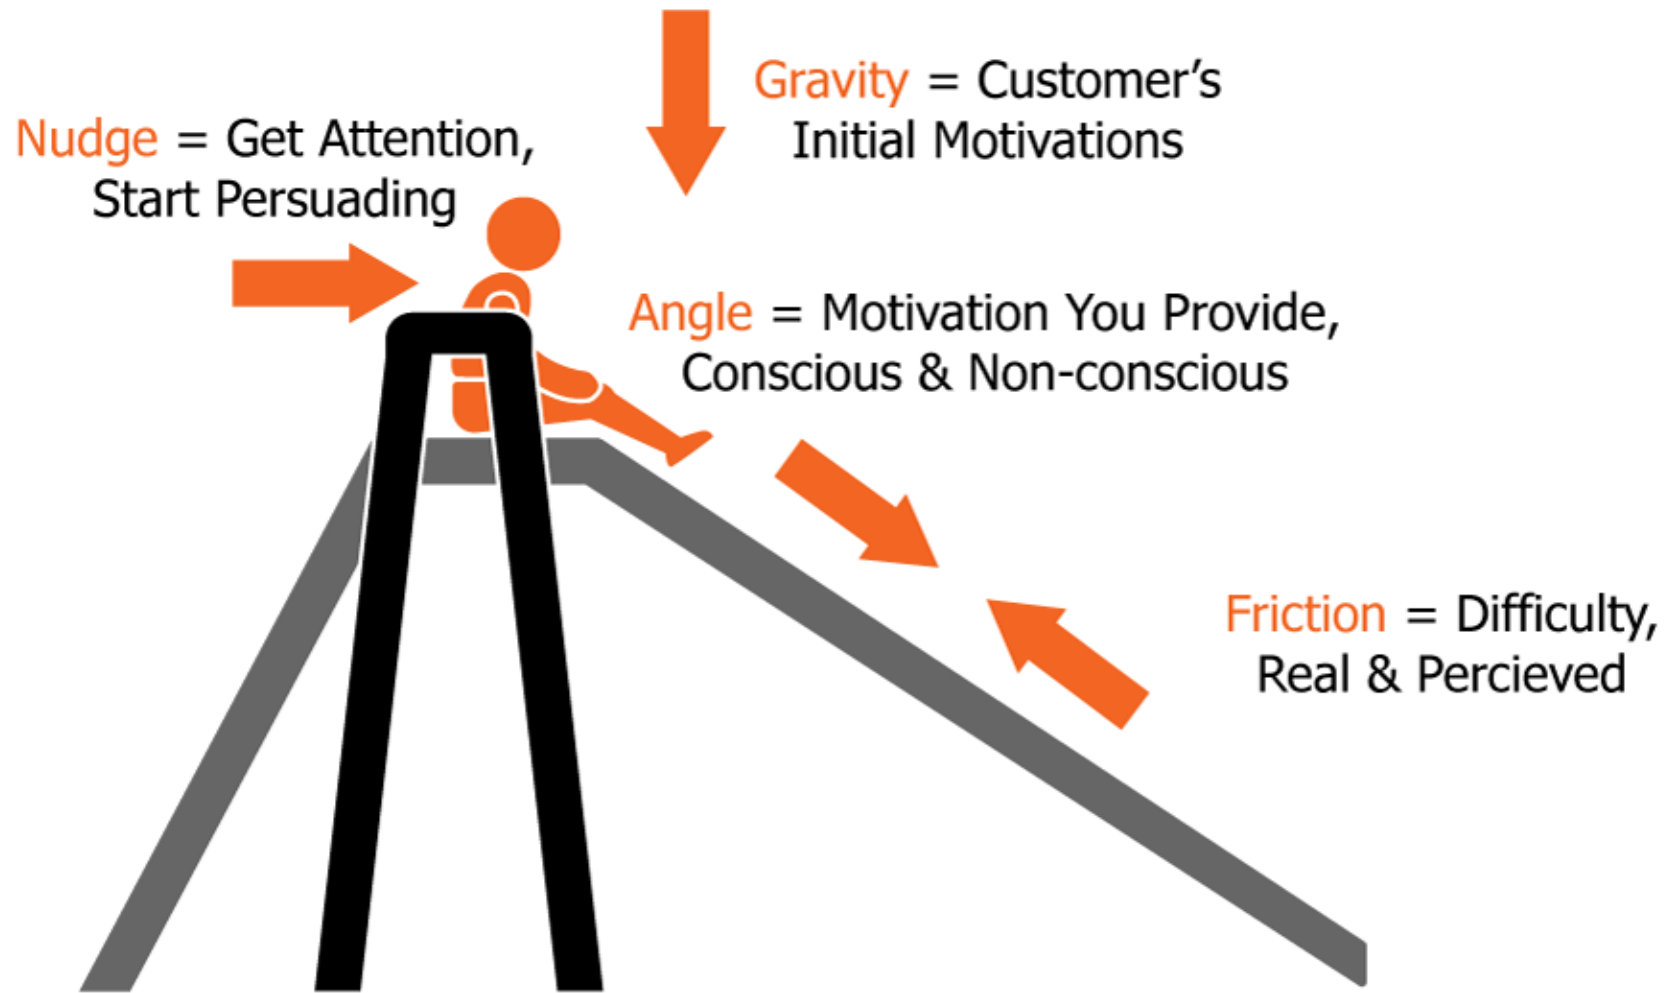 Gravity = Customer's
Initial Motivations
Nudge = Get Attention,
Start Persuading
Angle = Motivation You Provide,
Conscious & Non-conscious
Friction = Difficulty,
Real & Percieved